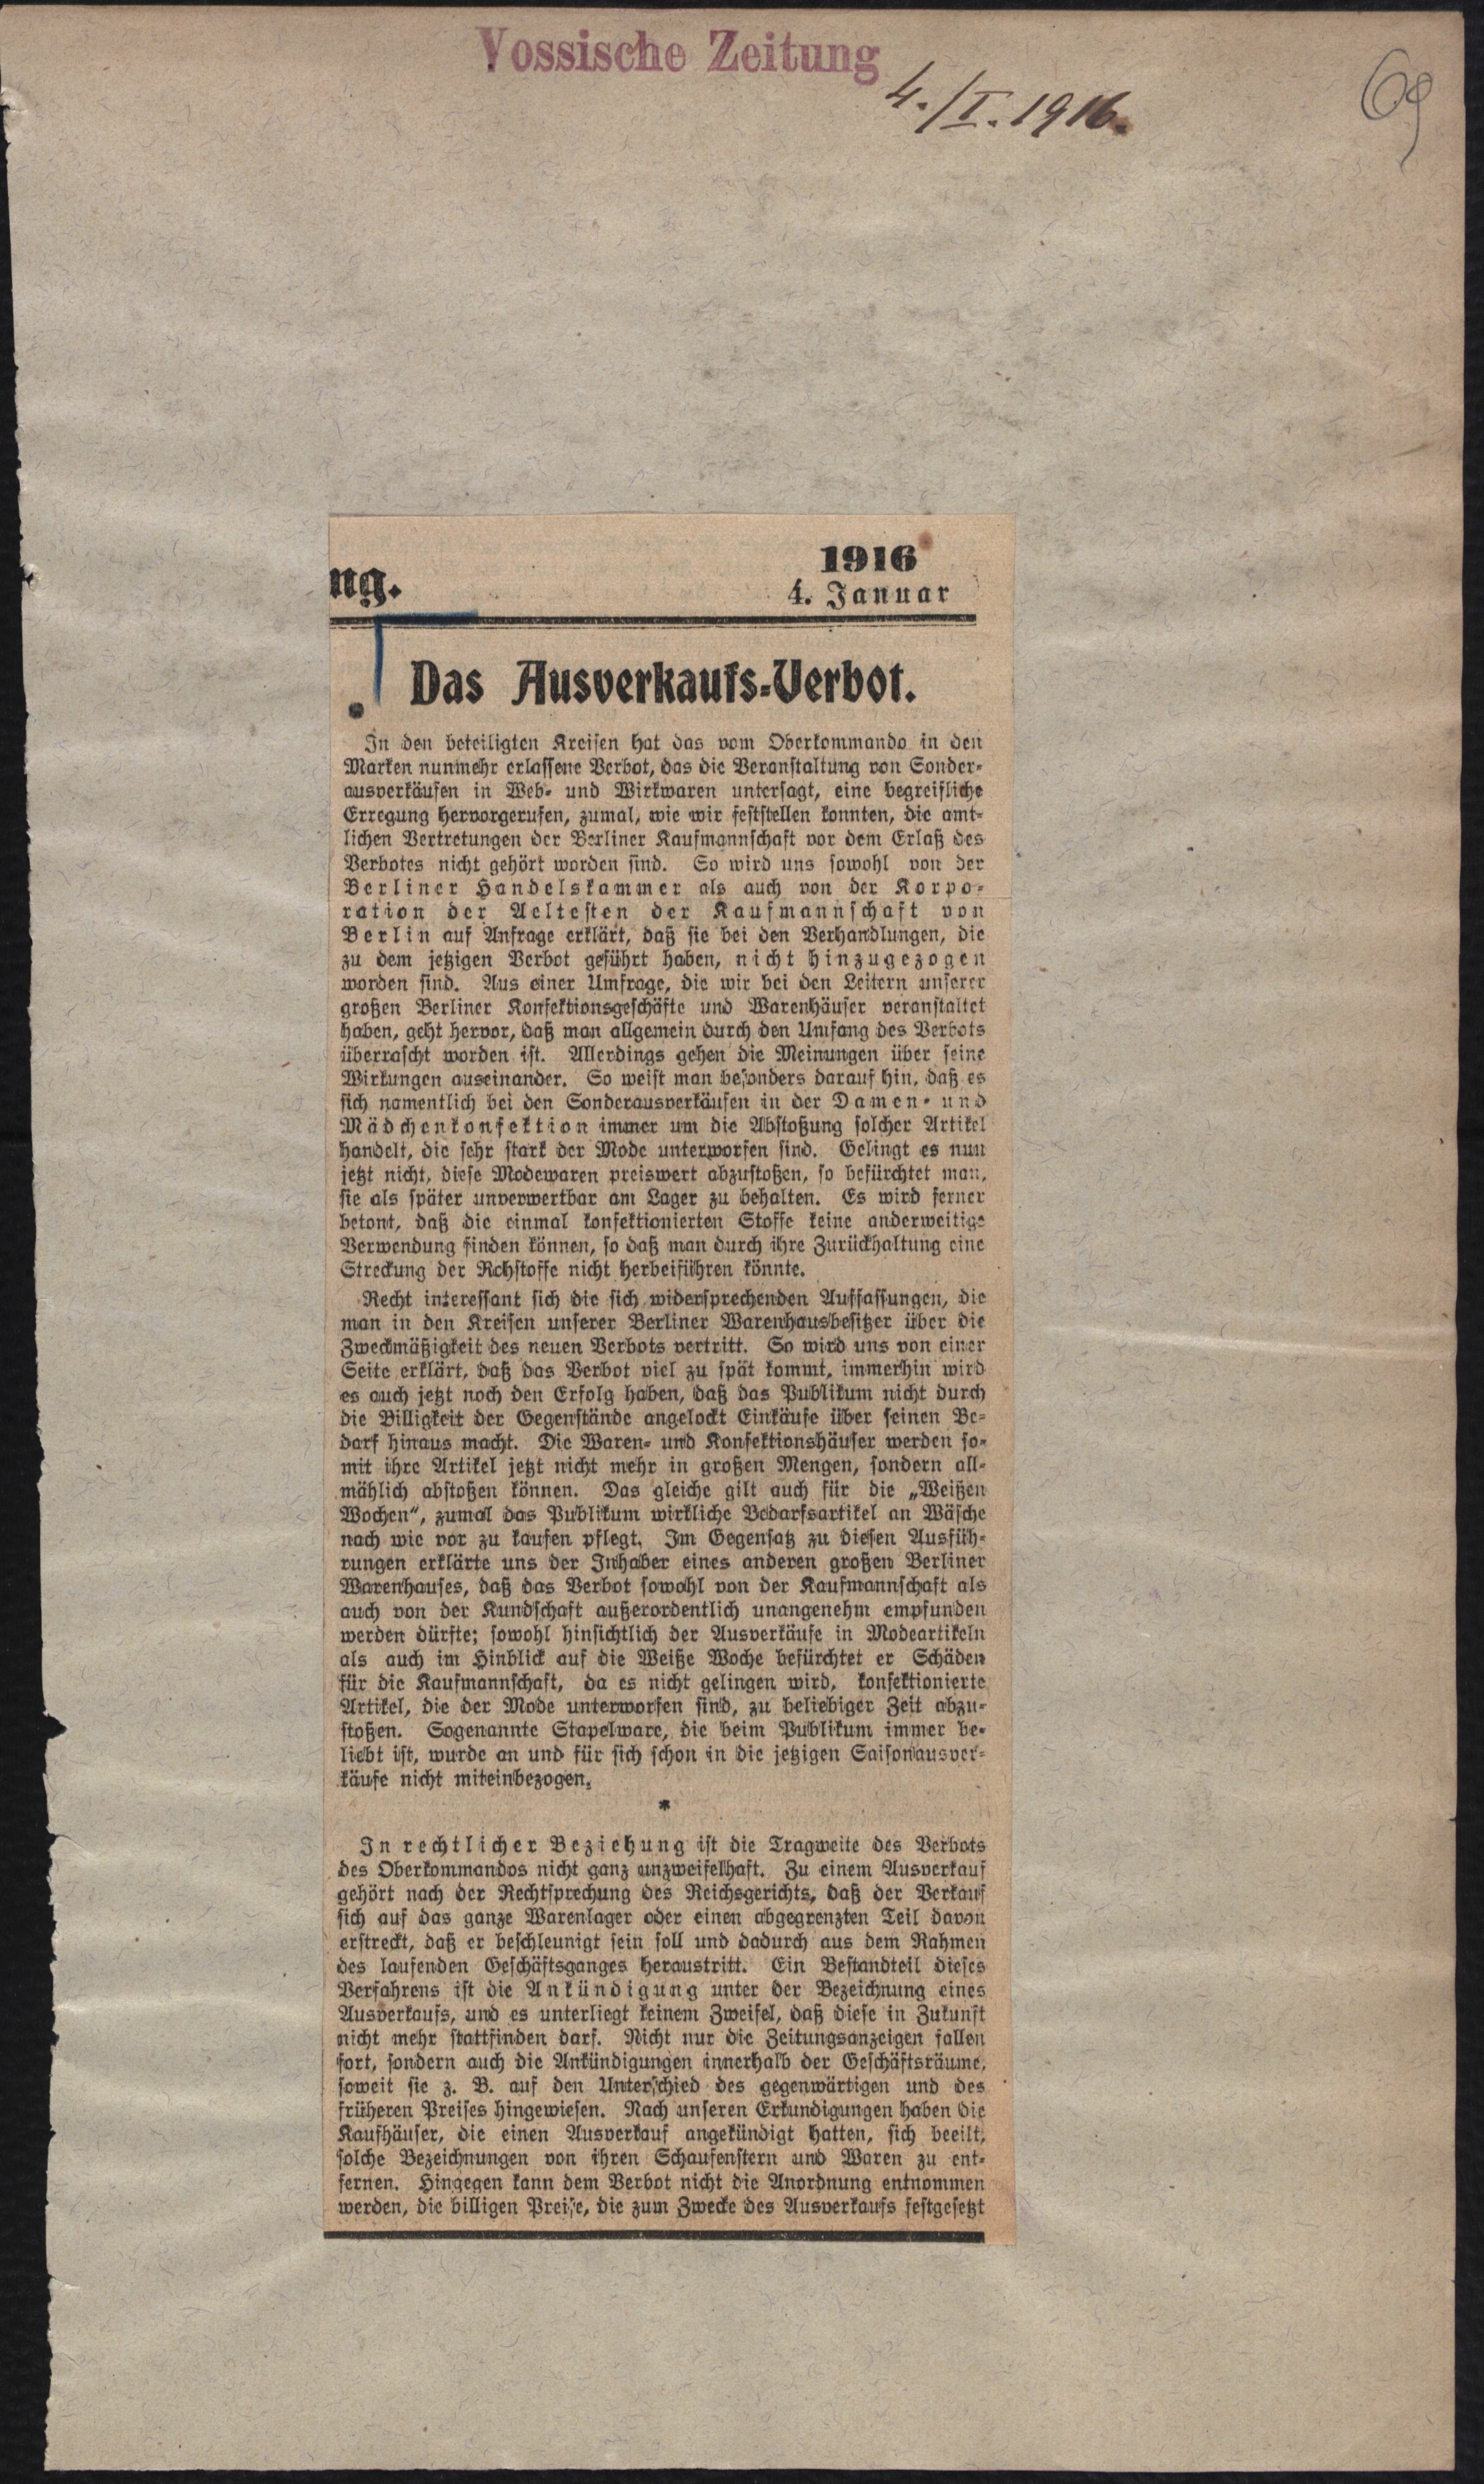 Vossische Zeitung
4./I. 1916.
69
ng.
1916
4. Januar
Das Ausverkaufs-Verbot.
In den beteiligten Kreisen hat das vom Oberkommando in den
Marken nunmehr erlassene Verbot, das die Veranstaltung von Sonder-
ausverkäufen in Web- und Wirkwaren untersagt, eine begreifliche
Erregung hervorgerufen, zumal, wie wir feststellen konnten, die amt-
lichen Vertretungen der Berliner Kaufmannschaft vor dem Erlaß des
Verbotes nicht gehört worden sind. So wird uns sowohl von der
Berliner Handelskammer als auch von der Korpo-
ration der Aeltesten der Kaufmannschaft von
Berlin auf Anfrage erklärt, daß sie bei den Verhandlungen, die
zu dem jetzigen Verbot geführt haben, nicht hinzugezogen
worden sind. Aus einer Umfrage, die wir bei den Leitern unserer
großen Berliner Konfektionsgeschäfte und Warenhäuser veranstaltet
haben, geht hervor, daß man allgemein durch den Umfang des Verbots
überrascht worden ist. Allerdings gehen die Meinungen über seine
Wirkungen auseinander. So weist man besonders darauf hin, daß es
sich namentlich bei den Sonderausverkäufen in der Damen- und
Mädchenkonfektion immer um die Abstoßung solcher Artikel
handelt, die sehr stark der Mode unterworfen sind. Gelingt es nun
jetzt nicht, diese Modewaren preiswert abzustoßen, so befürchtet man,
sie als später unverwertbar am Lager zu behalten. Es wird ferner
betont, daß die einmal konfektionierten Stoffe keine anderweitige
Verwendung finden können, so daß man durch ihre Zurückhaltung eine
Streckung der Rohstoffe nicht herbeiführen könnte.
Recht interessant sich die sich widersprechenden Auffassungen, die
man in den Kreisen unserer Berliner Warenhausbesitzer über die
Zweckmäßigkeit des neuen Verbots vertritt. So wird uns von einer
Seite erklärt, daß das Verbot viel zu spät kommt, immerhin wird
es auch jetzt noch den Erfolg haben, daß das Publikum nicht durch
die Billigkeit der Gegenstände angelockt Einkäufe über seinen Be-
darf hinaus macht. Die Waren- und Konfektionshäuser werden so-
mit ihre Artikel jetzt nicht mehr in großen Mengen, sondern all-
mählich abstoßen können. Das gleiche gilt auch für die „Weißen
Wochen“, zumal das Publikum wirkliche Bedarfsartikel an Wäsche
nach wie vor zu kaufen pflegt. Im Gegensatz zu diesen Ausfüh-
rungen erklärte uns der Inhaber eines anderen großen Berliner
Warenhauses, daß das Verbot sowohl von der Kaufmannschaft als
auch von der Kundschaft außerordentlich unangenehm empfunden
werden dürfte; sowohl hinsichtlich der Ausverkäufe in Modeartikeln
als auch im Hinblick auf die Weiße Woche befürchtet er Schäden
für die Kaufmannschaft, da es nicht gelingen wird, konfektionierte
Artikel, die der Mode unterworfen sind, zu beliebiger Zeit abzu-
stoßen. Sogenannte Stapelware, die beim Publikum immer be-
liebt ist, wurde an und für sich schon in die jetzigen Saisonausver-
käufe nicht miteinbezogen.
*
In rechtlicher Beziehung ist die Tragweite des Verbots
des Oberkommandos nicht ganz unzweifelhaft. Zu einem Ausverkauf
gehört nach der Rechtsprechung des Reichsgerichts, daß der Verkauf
sich auf das ganze Warenlager oder einen abgegrenzten Teil davon
erstreckt, daß er beschleunigt sein soll und dadurch aus dem Rahmen
des laufenden Geschäftsganges heraustritt. Ein Bestandteil dieses
Verfahrens ist die Ankündigung unter der Bezeichnung eines
Ausverkaufs, und es unterliegt keinem Zweifel, daß diese in Zukunft
nicht mehr stattfinden darf. Nicht nur die Zeitungsanzeigen fallen
fort, sondern auch die Ankündigungen innerhalb der Geschäftsräume,
soweit sie z. B. auf den Unterschied des gegenwärtigen und des
früheren Preises hingewiesen. Nach unseren Erkundigungen haben die
Kaufhäuser, die einen Ausverkauf angekündigt hatten, sich beeilt,
solche Bezeichnungen von ihren Schaufenstern und Waren zu ent-
fernen. Hingegen kann dem Verbot nicht die Anordnung entnommen
werden, die billigen Preise, die zum Zwecke des Ausverkaufs festgesetzt